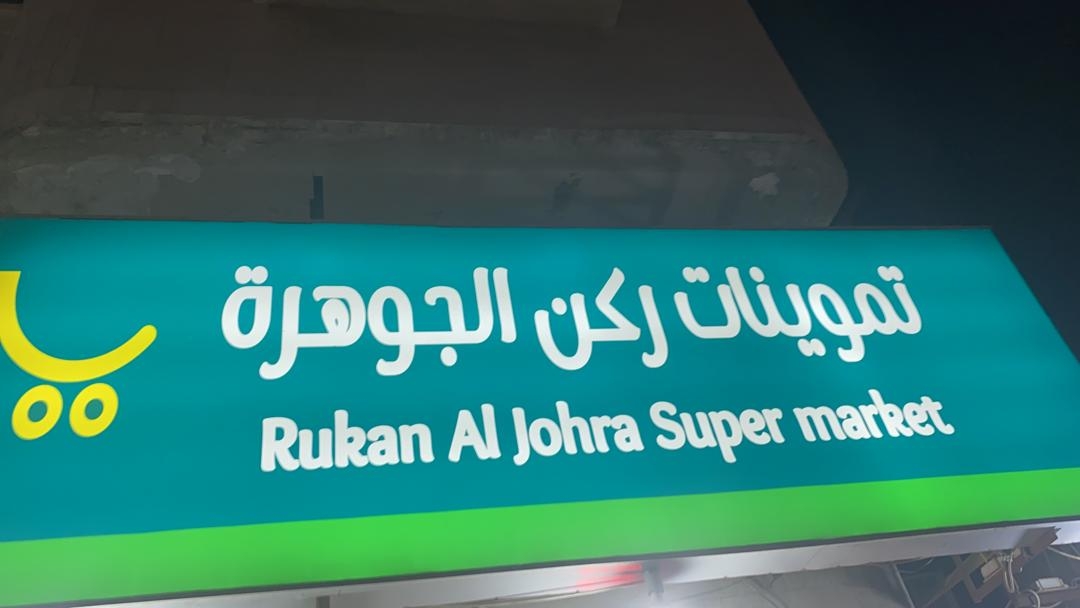 تموينات ركن الجوهرة
Rukan Al Johra Super market